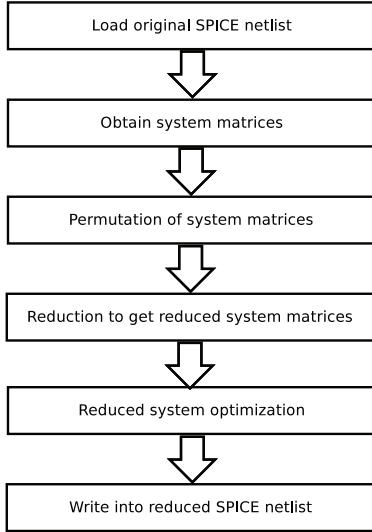 Load original SPICE netlist
Obtain system matrices
Permutation of system matrices
Reduction to get reduced system matrices
Reduced system optimization
Write into reduced SPICE netlist